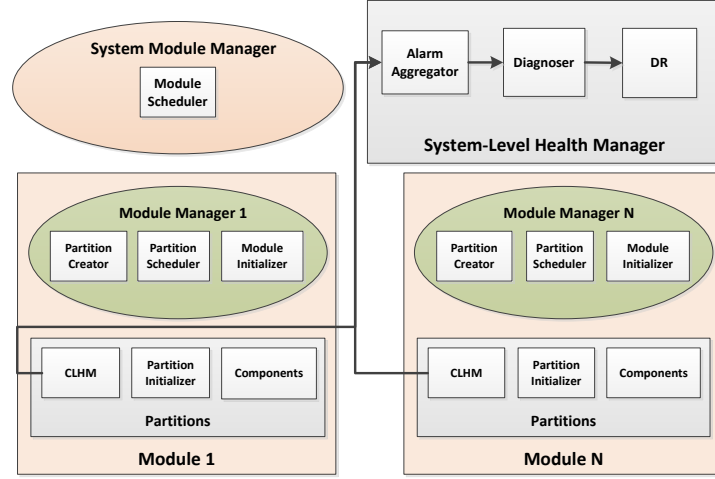 System Module Manager
Module
Scheduler
Alarm
Aggregator
Diagnoser
DR
System-Level Health Manager
Module Manager 1
Partition
Creator
Partition
Scheduler
Module
Initializer
CLHM
Partition
Initializer
Components
Partitions
Module 1
Module Manager N
Partition
Creator
Partition
Scheduler
Module
Initializer
CLHM
Partition
Initializer
Components
Partitions
Module N